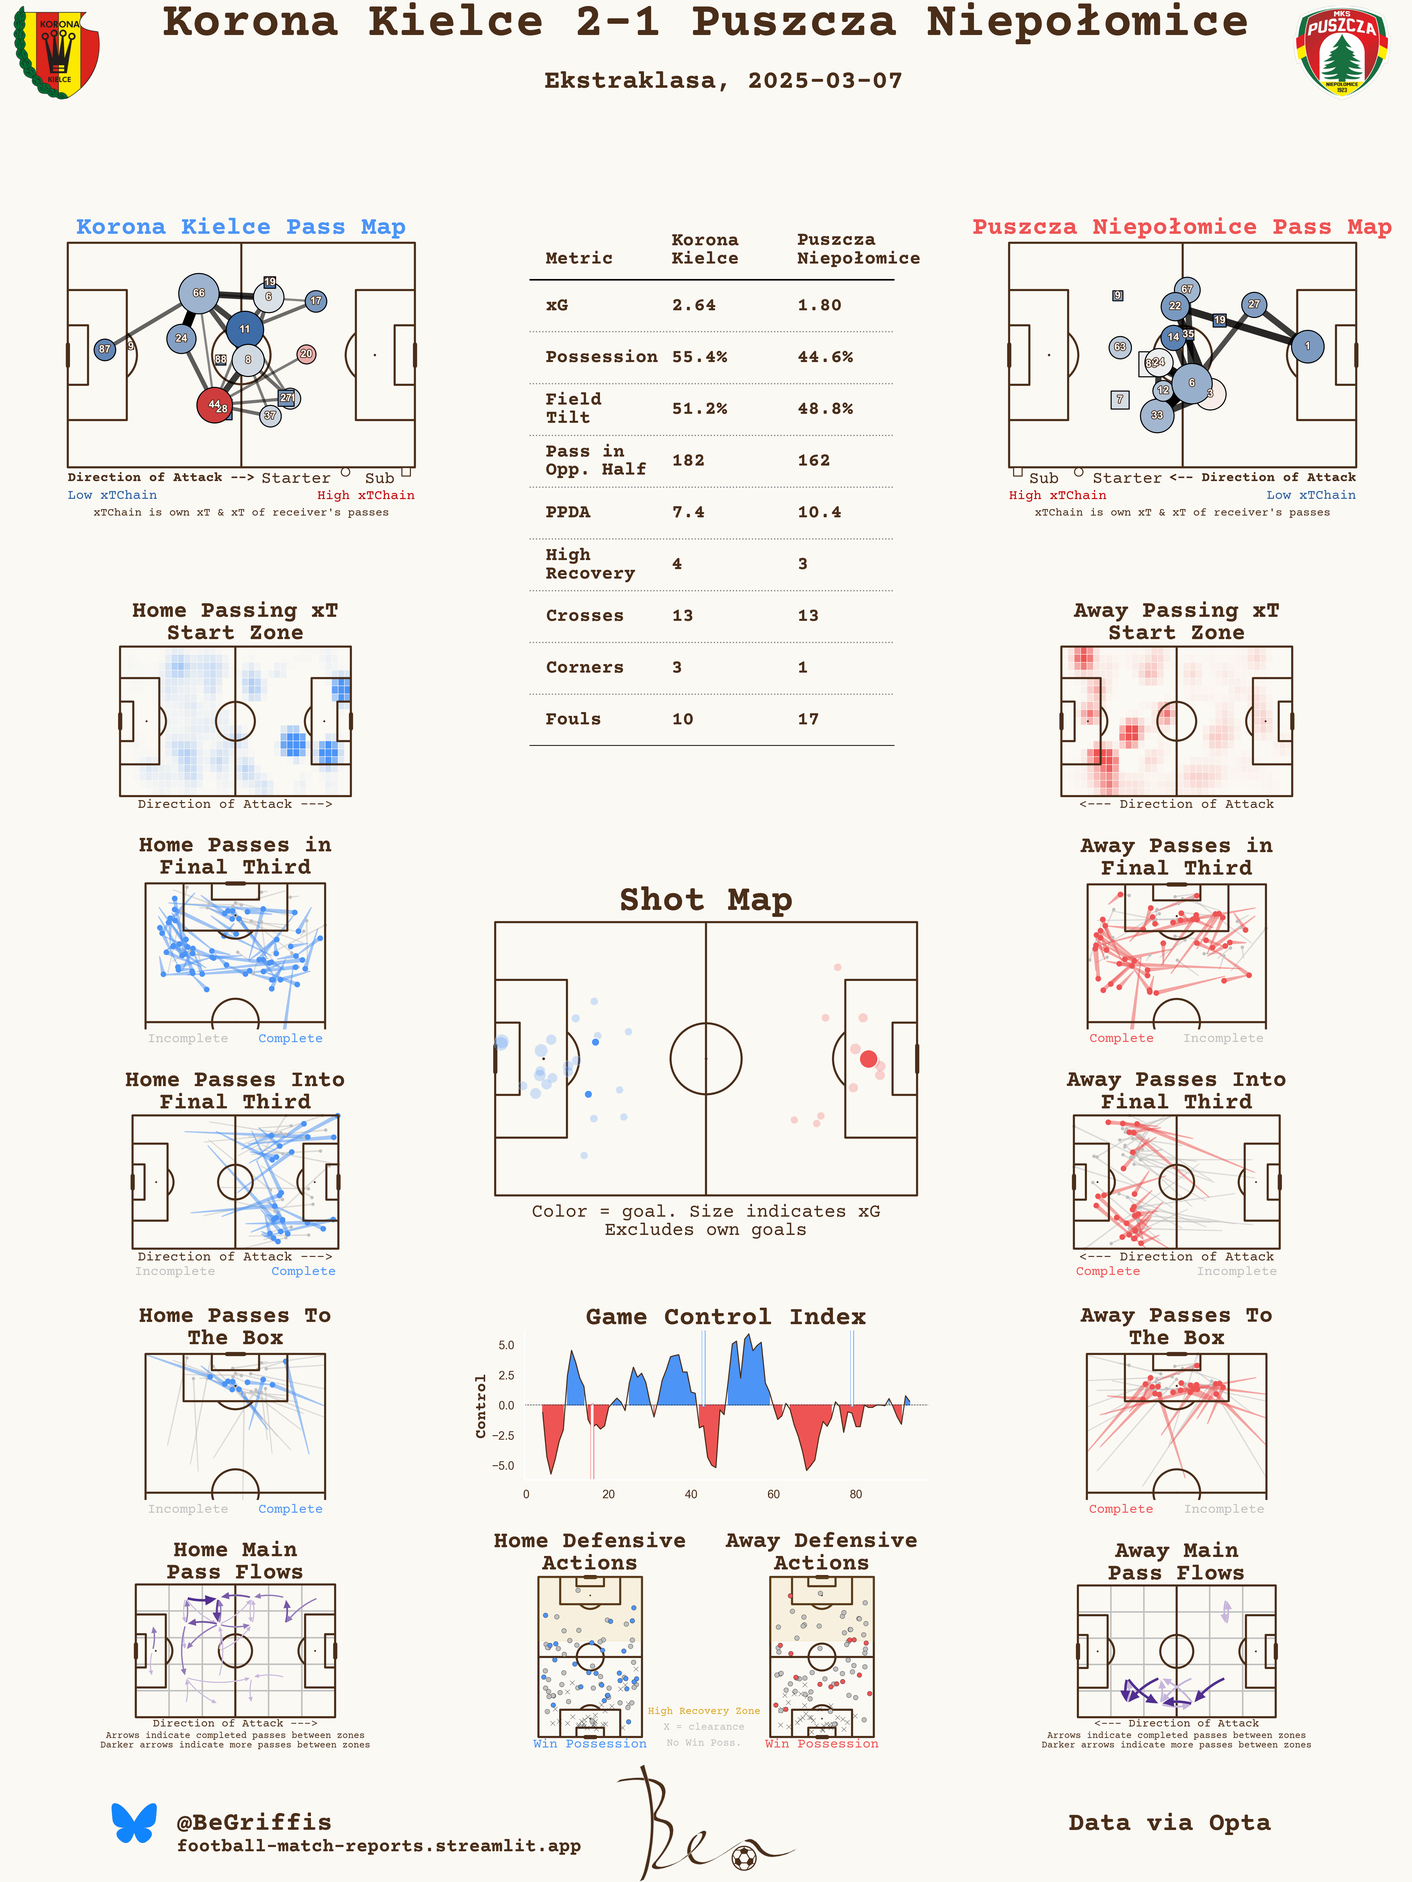 Korona Kielce 2-1 Puszcza Niepołomice
Ekstraklasa, 2025-03-07
KORONA
KIELCE
MKS
PUSZCZA
NIEPOŁOMICE
1923
Korona Kielce Pass Map
66
19
6
17
11
24
87
9
88
8
20
44
28
27
37
Direction of Attack --> Starter Sub
Low xTChain High xTChain
xTChain is own xT & xT of receiver's passes
Metric Korona Kielce Puszcza Niepołomice
xG 2.64 1.80
Possession 55.4% 44.6%
Field Tilt 51.2% 48.8%
Pass in Opp. Half 182 162
PPDA 7.4 10.4
High Recovery 4 3
Crosses 13 13
Corners 3 1
Fouls 10 17
Puszcza Niepołomice Pass Map
9
67
22
27
19
14
35
63
1
24
6
12
3
7
33
Sub Starter <-- Direction of Attack
High xTChain Low xTChain
xTChain is own xT & xT of receiver's passes
Home Passing xT
Start Zone
Direction of Attack --->
Away Passing xT
Start Zone
<--- Direction of Attack
Home Passes in
Final Third
Incomplete Complete
Away Passes in
Final Third
Complete Incomplete
Shot Map
Color = goal. Size indicates xG
Excludes own goals
Home Passes Into
Final Third
Direction of Attack --->
Incomplete Complete
Away Passes Into
Final Third
<--- Direction of Attack
Complete Incomplete
Home Passes To
The Box
Incomplete Complete
Game Control Index
Control
5.0
2.5
0.0
−2.5
−5.0
0 20 40 60 80
Away Passes To
The Box
Complete Incomplete
Home Main
Pass Flows
Direction of Attack --->
Arrows indicate completed passes between zones
Darker arrows indicate more passes between zones
Home Defensive
Actions
Win Possession
High Recovery Zone
X = clearance
No Win Poss.
Away Defensive
Actions
Win Possession
Away Main
Pass Flows
<--- Direction of Attack
Arrows indicate completed passes between zones
Darker arrows indicate more passes between zones
@BeGriffis
football-match-reports.streamlit.app
Ben
Data via Opta